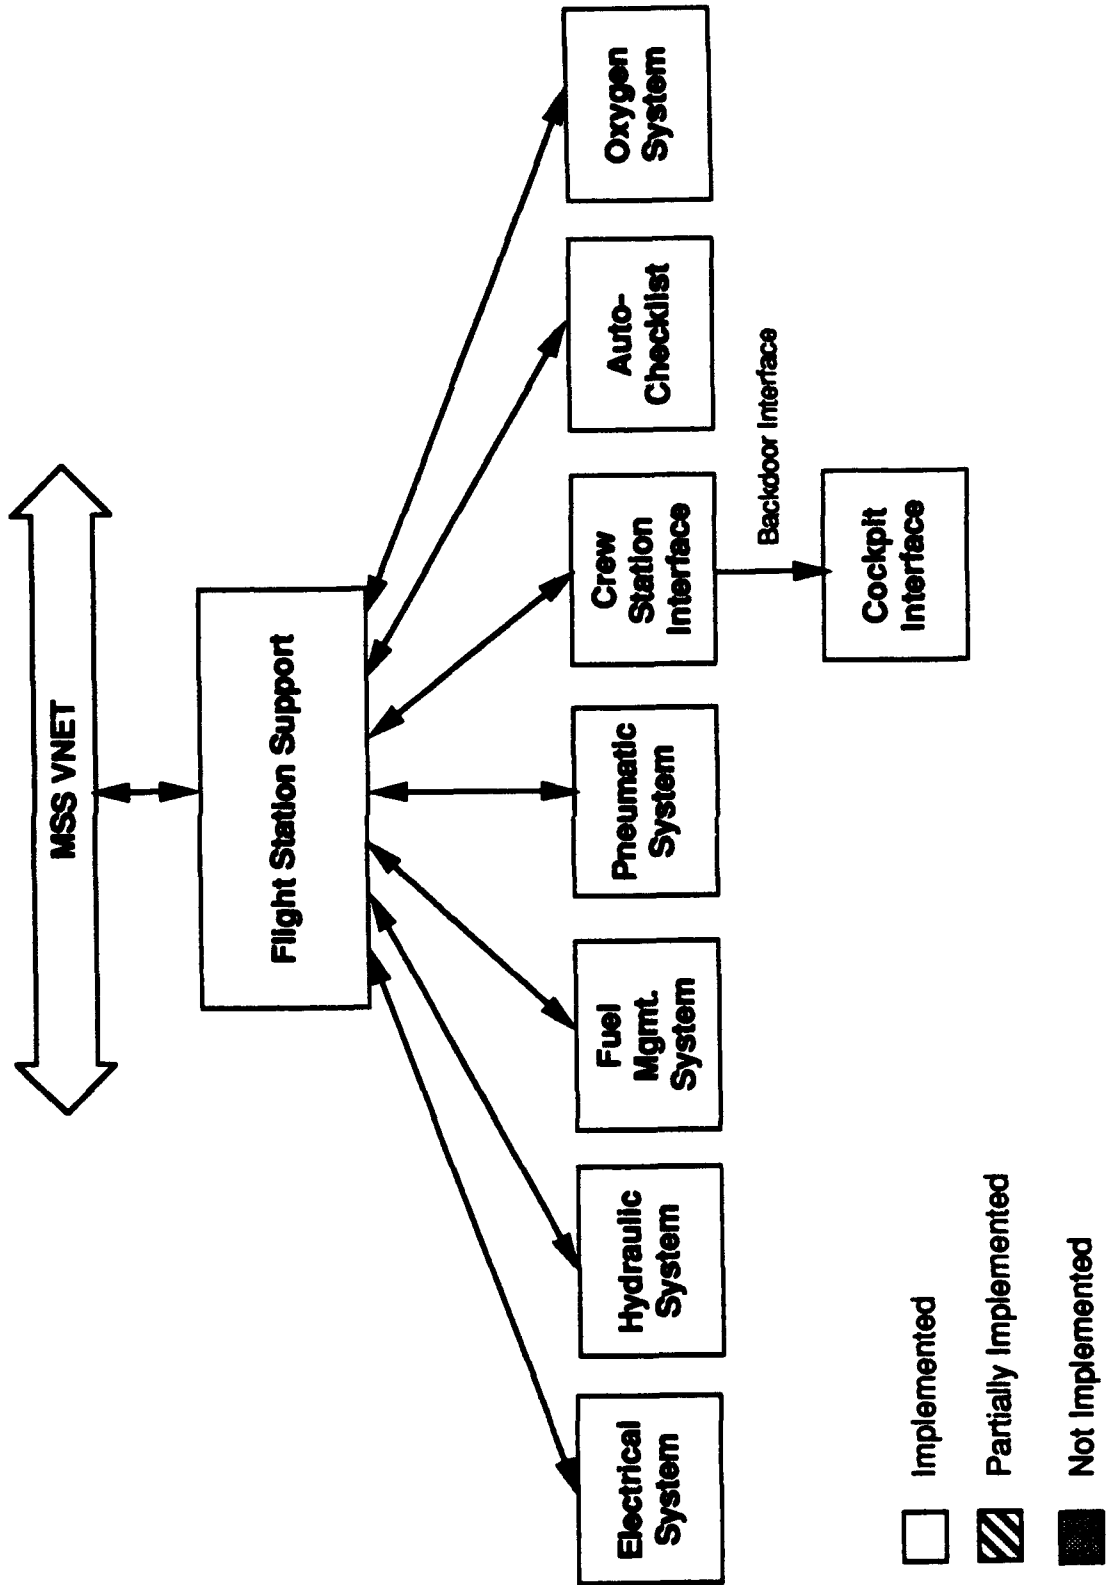 MSS VNET
Flight Station Support
Electrical
System
Hydraulic
System
Fuel
Mgmt.
System
Pneumatic
System
Crew
Station
Interface
Auto-
Checklist
Oxygen
System
Backdoor Interface
Cockpit
Interface
Implemented
Partially Implemented
Not Implemented